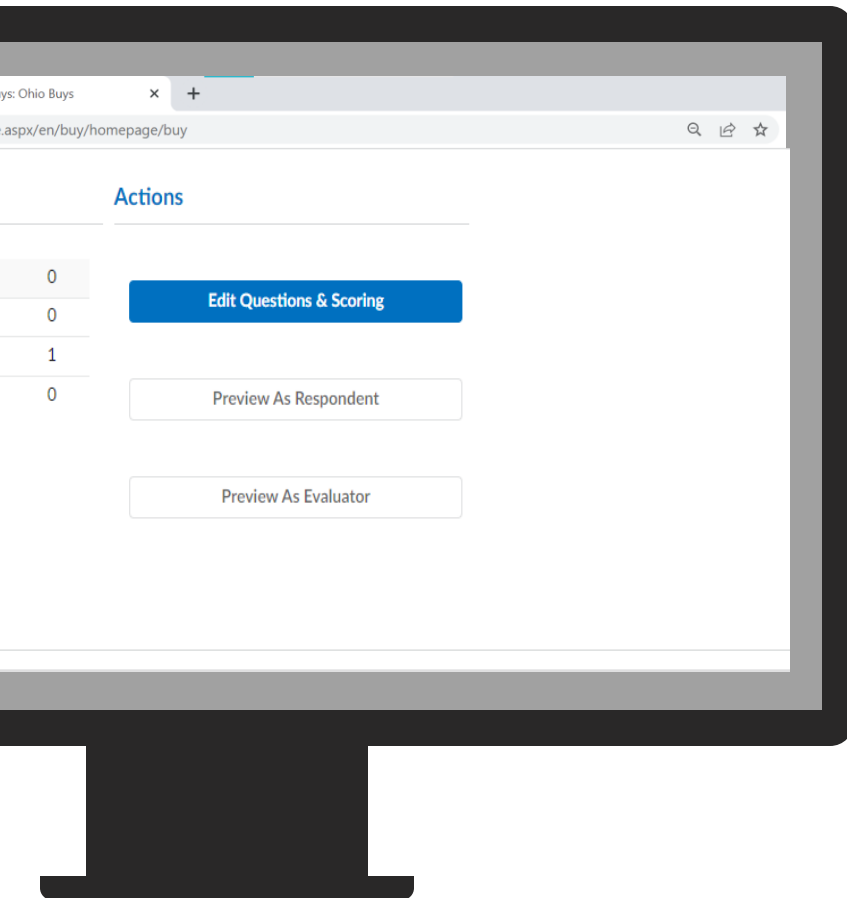 ys: Ohio Buys
.aspx/en/buy/homepage/buy
Actions
0
0
1
0
Edit Questions & Scoring
Preview As Respondent
Preview As Evaluator